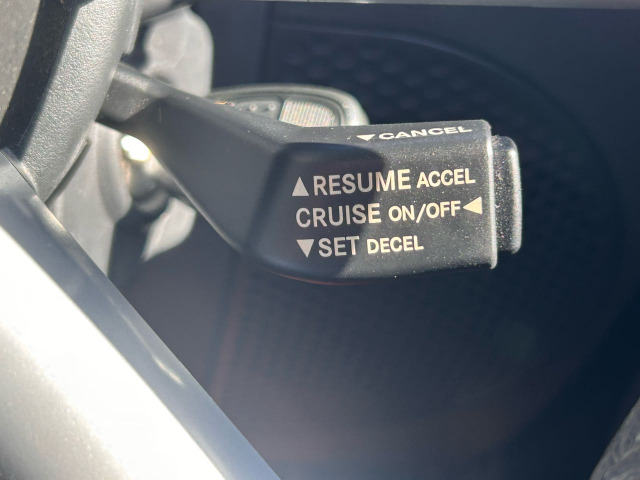 ▼CANCEL
▲RESUME ACCEL
CRUISE ON/OFF◀
▼SET DECEL